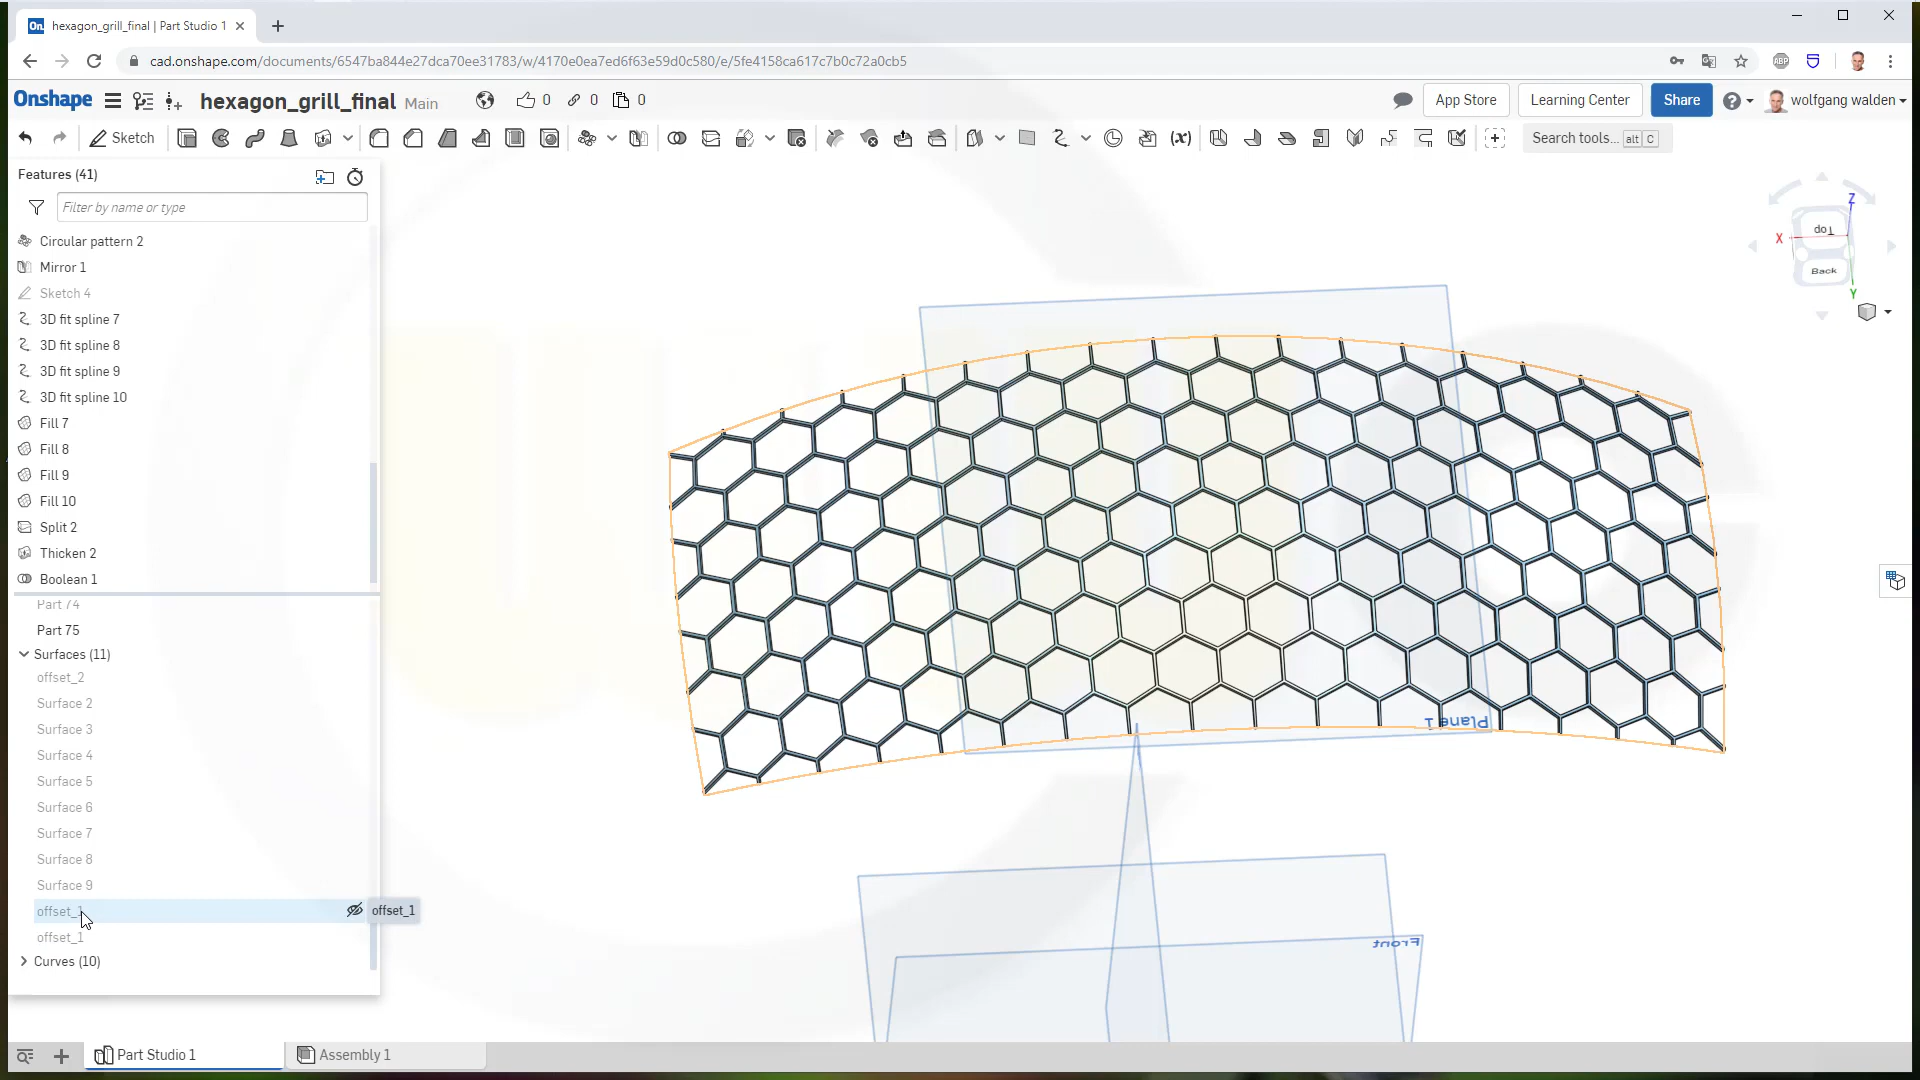 hexagon_grill_final | Part Studio 1
cad.onshape.com/documents/6547ba844e27dca70ee31783/w/4170e0ea7ed6f63e59d0c580/e/5fe4158ca617c7b0c72a0cb5
ABP
Onshape
hexagon_grill_final Main
0 0 0
App Store
Learning Center
Share
wolfgang walden
Sketch
(x)
Search tools... alt C
Features (41)
Filter by name or type
Circular pattern 2
Mirror 1
Sketch 4
3D fit spline 7
3D fit spline 8
3D fit spline 9
3D fit spline 10
Fill 7
Fill 8
Fill 9
Fill 10
Split 2
Thicken 2
Boolean 1
Part 74
Part 75
Surfaces (11)
offset_2
Surface 2
Surface 3
Surface 4
Surface 5
Surface 6
Surface 7
Surface 8
Surface 9
offset_1
offset_1
offset_1
Curves (10)
Z
Top
X
Back
Y
Plane 1
Front
Part Studio 1
Assembly 1